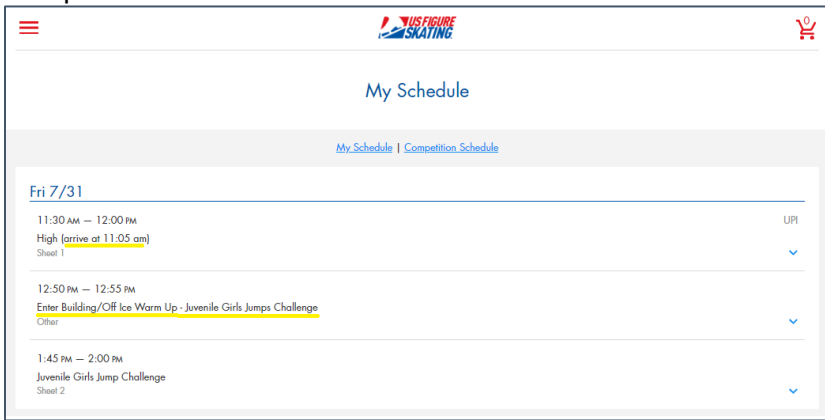 US FIGURE
SKATING
0
My Schedule
My Schedule | Competition Schedule
Fri 7/31
11:30 AM — 12:00 PM
UPI
High (arrive at 11:05 am)
Sheet 1
12:50 PM — 12:55 PM
Enter Building/Off Ice Warm Up - Juvenile Girls Jumps Challenge
Other
1:45 PM — 2:00 PM
Juvenile Girls Jump Challenge
Sheet 2